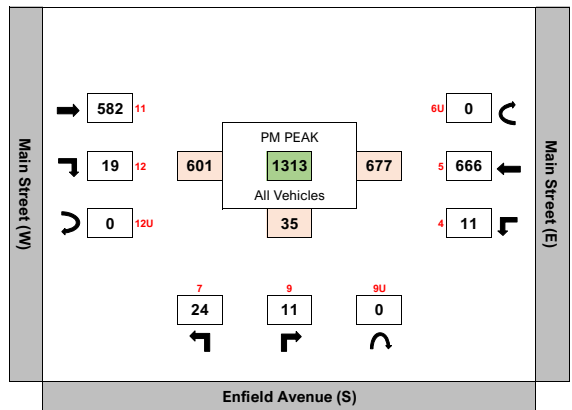 582 11
6U 0
PM PEAK
19 12
601
1313
677
5 666
All Vehicles
0 12U
35
4 11
Main Street (W)
Main Street (E)
7
9
9U
24
11
0
Enfield Avenue (S)